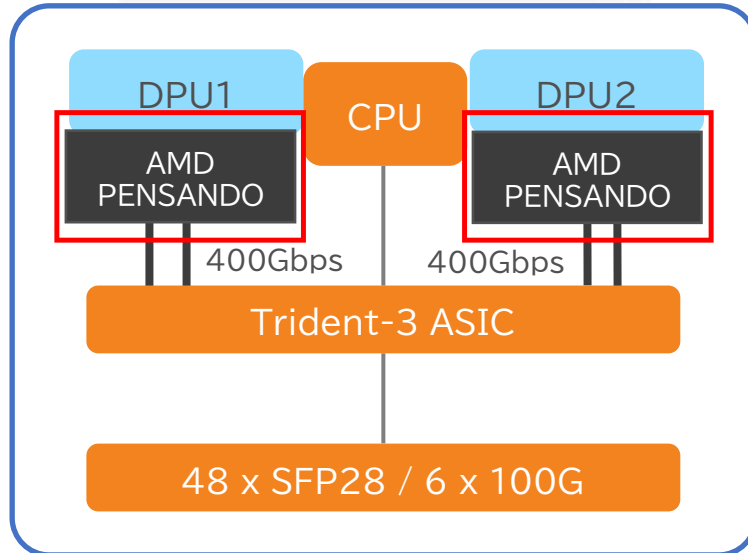 DPU1
CPU
DPU2
AMD
PENSANDO
AMD
PENSANDO
400Gbps
400Gbps
Trident-3 ASIC
48 x SFP28 / 6 x 100G